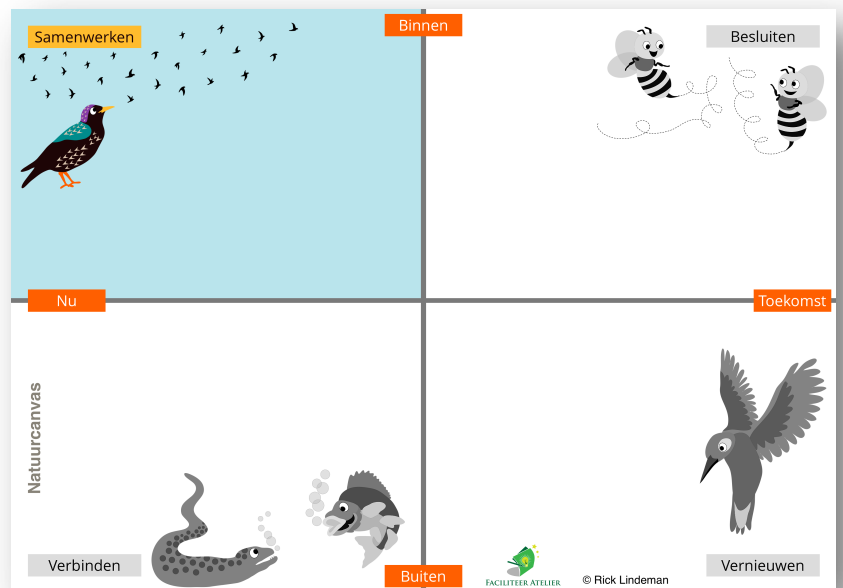 Binnen
Samenwerken
Besluiten
Nu
Toekomst
Natuurcanvas
Verbinden
Vernieuwen
Buiten
FACILITEER ATELIER
© Rick Lindeman